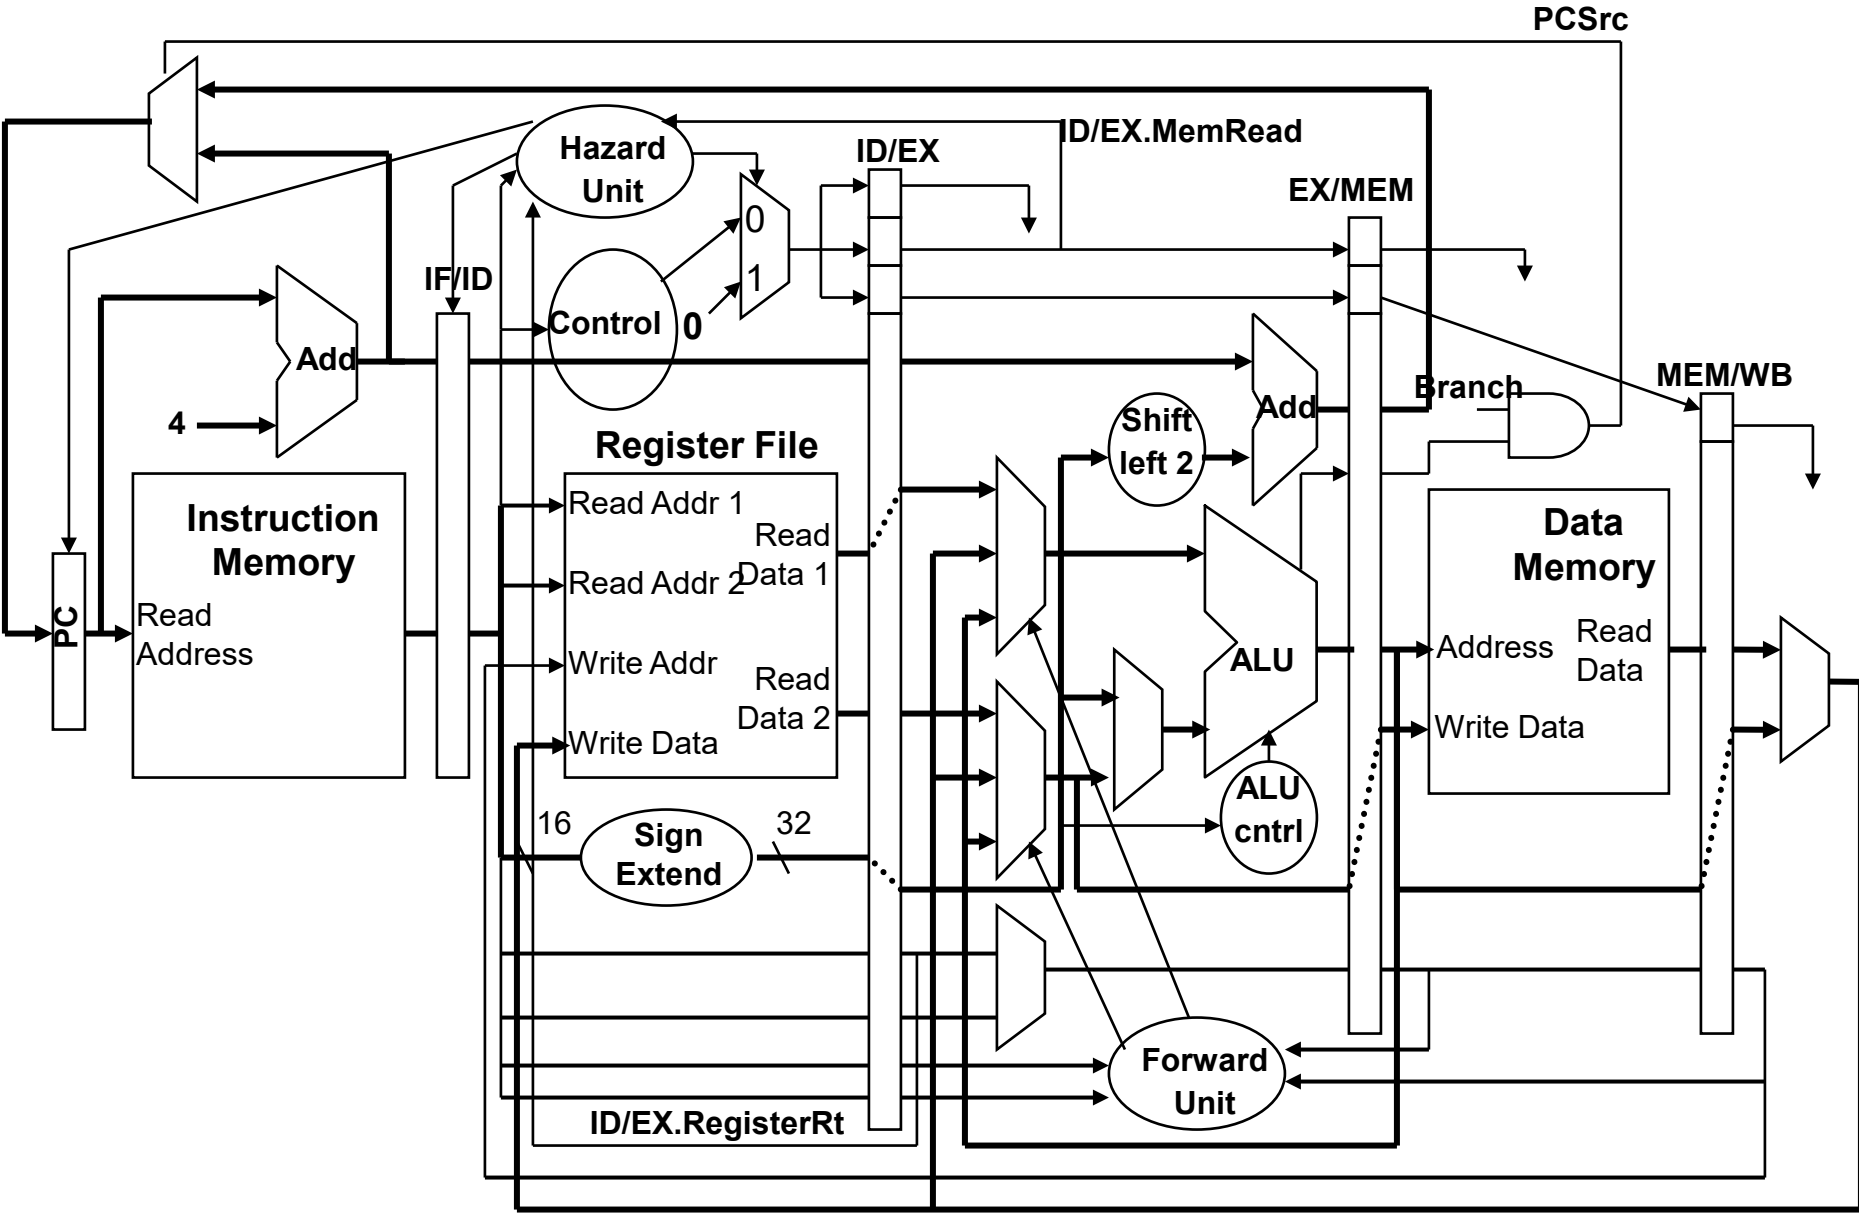 PCSrc
ID/EX.MemRead
Hazard
Unit
ID/EX
EX/MEM
0
IF/ID
1
Control
0
Add
MEM/WB
Branch
4
Shift
left 2
Add
Register File
Instruction
Memory
Read Addr 1
Read
Data 1
Data
Memory
Read Addr 2
PC
Read
Address
Write Addr
ALU
Address
Read
Data
Read
Data 2
Write Data
Write Data
16
Sign
Extend
32
ALU
cntrl
Forward
Unit
ID/EX.RegisterRt